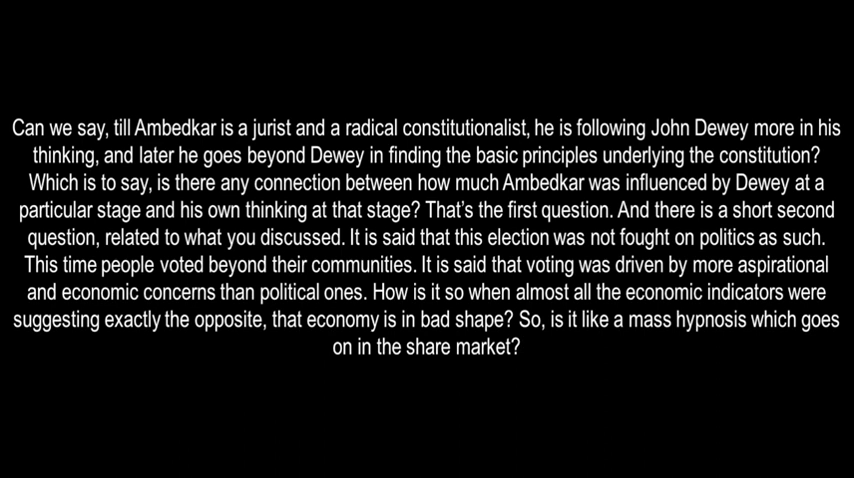 Can we say, till Ambedkar is a jurist and a radical constitutionalist, he is following John Dewey more in his
thinking, and later he goes beyond Dewey in finding the basic principles underlying the constitution?
Which is to say, is there any connection between how much Ambedkar was influenced by Dewey at a
particular stage and his own thinking at that stage? That's the first question. And there is a short second
question, related to what you discussed. It is said that this election was not fought on politics as such.
This time people voted beyond their communities. It is said that voting was driven by more aspirational
and economic concerns than political ones. How is it so when almost all the economic indicators were
suggesting exactly the opposite, that economy is in bad shape? So, is it like a mass hypnosis which goes
on in the share market?